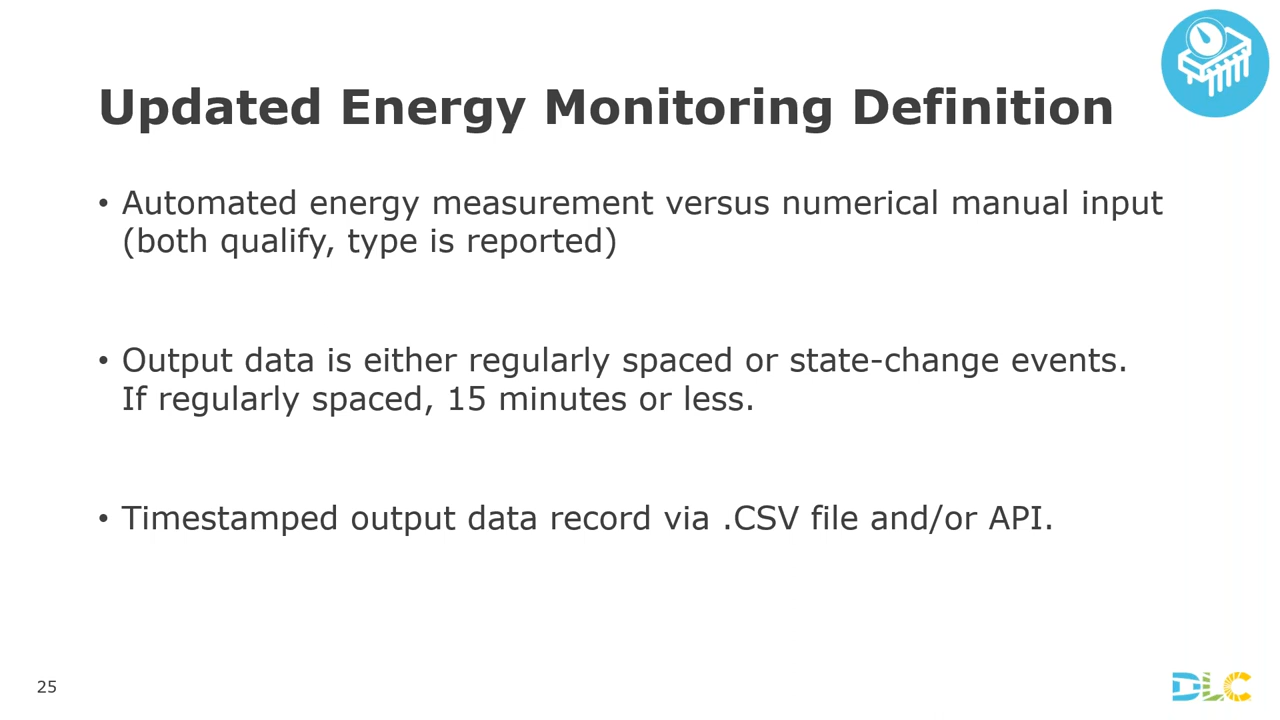 Updated Energy Monitoring Definition
• Automated energy measurement versus numerical manual input
(both qualify, type is reported)
• Output data is either regularly spaced or state-change events.
If regularly spaced, 15 minutes or less.
• Timestamped output data record via .CSV file and/or API.
25
DLC